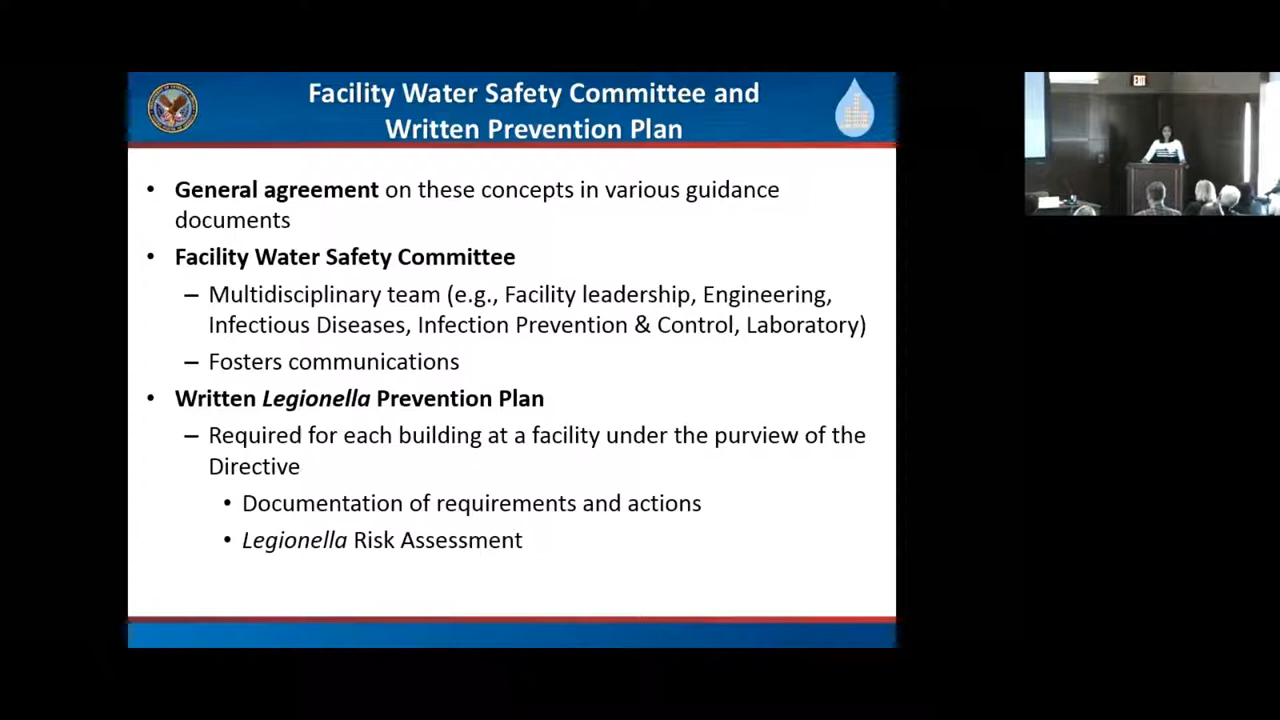 Facility Water Safety Committee and
Written Prevention Plan
• General agreement on these concepts in various guidance
documents
• Facility Water Safety Committee
– Multidisciplinary team (e.g., Facility leadership, Engineering,
Infectious Diseases, Infection Prevention & Control, Laboratory)
– Fosters communications
• Written Legionella Prevention Plan
– Required for each building at a facility under the purview of the
Directive
• Documentation of requirements and actions
• Legionella Risk Assessment
EXIT